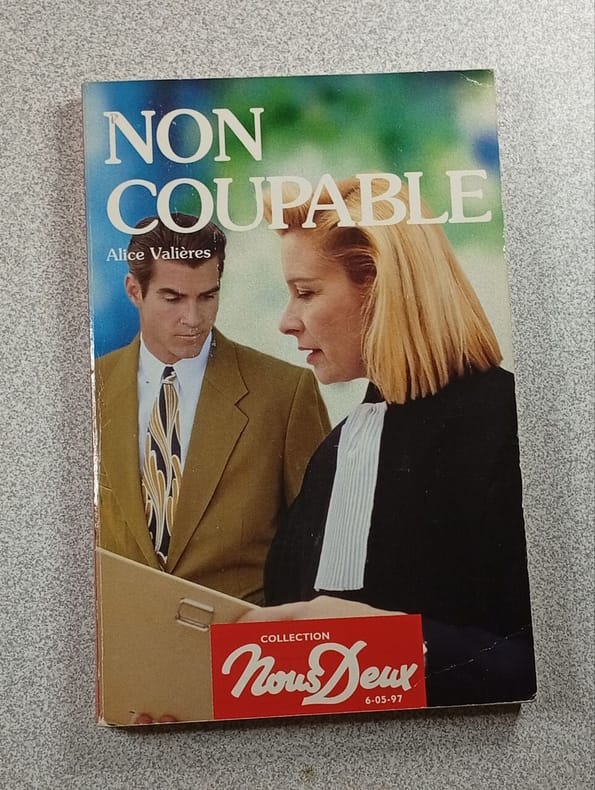 NON
COUPABLE
Alice Valières
COLLECTION
Nous Deux
6-05-97